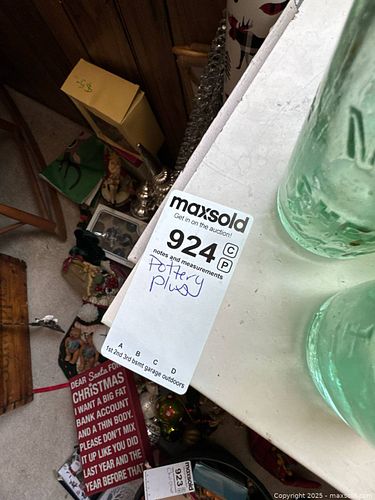 $5-
maxsold
Get in on the auction!
924 C
P
notes and measurements
Pottery
plus
A B C D
1st 2nd 3rd bsmt garage outdoors
DEAR Santa FOR
CHRISTMAS
I WANT A BIG FAT
BANK ACCOUNT
AND A THIN BODY.
PLEASE DON'T MIX
IT UP LIKE YOU DID
LAST YEAR AND THE
YEAR BEFORE THAT
maxsold
923
Copyright 2025 - maxsold.com